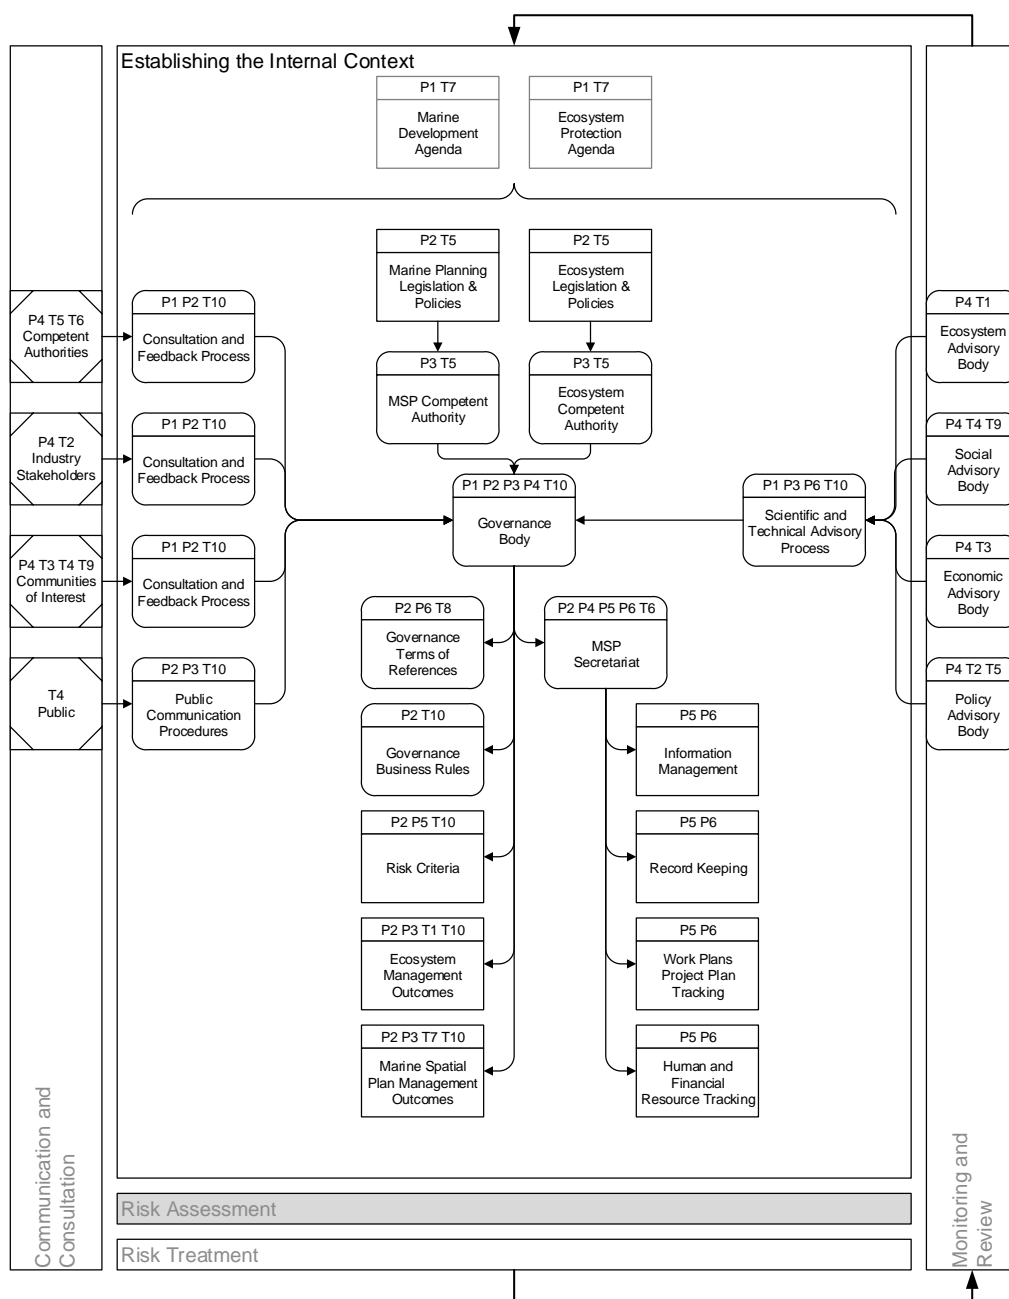 Establishing the Internal Context
P1 T7
Marine
Development
Agenda
P1 T7
Ecosystem
Protection
Agenda
P2 T5
Marine Planning
Legislation &
Policies
P2 T5
Ecosystem
Legislation &
Policies
P4 T5 T6
Competent
Authorities
P1 P2 T10
Consultation and
Feedback Process
P3 T5
MSP Competent
Authority
P3 T5
Ecosystem
Competent
Authority
P4 T1
Ecosystem
Advisory
Body
P4 T2
Industry
Stakeholders
P1 P2 T10
Consultation and
Feedback Process
P1 P2 P3 P4 T10
Governance
Body
P1 P3 P6 T10
Scientific and
Technical Advisory
Process
P4 T4 T9
Social
Advisory
Body
P4 T3 T4 T9
Communities
of Interest
P1 P2 T10
Consultation and
Feedback Process
P4 T3
Economic
Advisory
Body
P2 P6 T8
Governance
Terms of
References
P2 P4 P5 P6 T6
MSP
Secretariat
T4
Public
P2 P3 T10
Public
Communication
Procedures
P4 T2 T5
Policy
Advisory
Body
P2 T10
Governance
Business Rules
P5 P6
Information
Management
P2 P5 T10
Risk Criteria
P5 P6
Record Keeping
P2 P3 T1 T10
Ecosystem
Management
Outcomes
P5 P6
Work Plans
Project Plan
Tracking
P2 P3 T7 T10
Marine Spatial
Plan Management
Outcomes
P5 P6
Human and
Financial
Resource Tracking
Communication and
Consultation
Monitoring and
Review
Risk Assessment
Risk Treatment